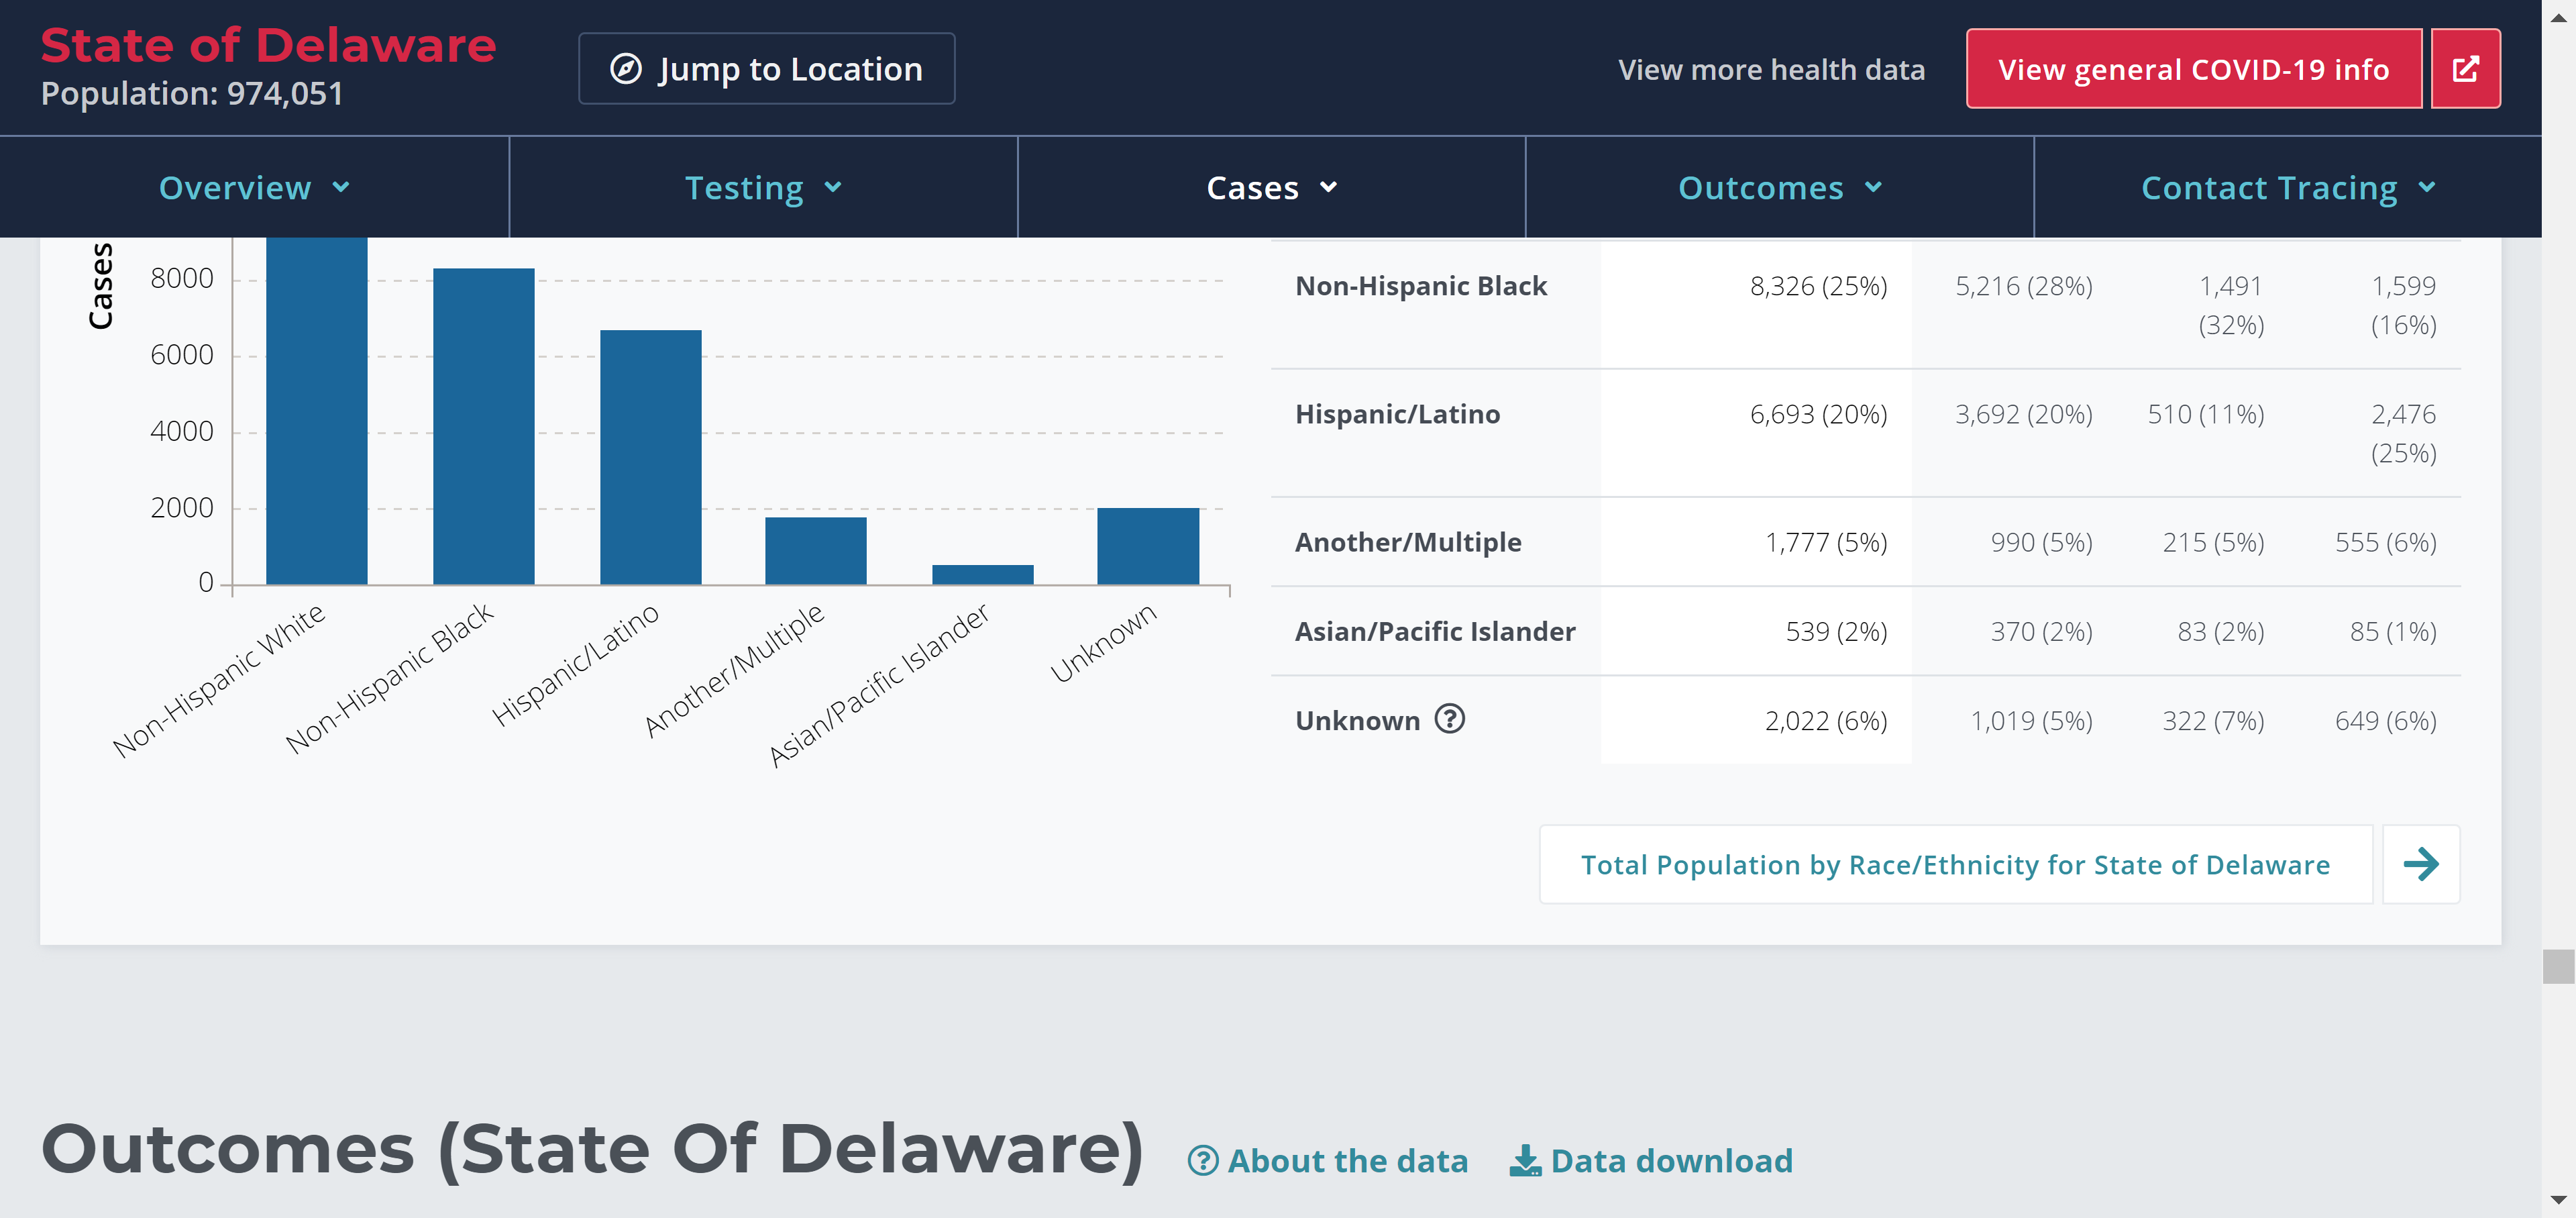 State of Delaware
Population: 974,051
Jump to Location
View more health data
View general COVID-19 info
Overview
Testing
Cases
Outcomes
Contact Tracing
Cases
8000
6000
4000
2000
0
Non-Hispanic White
Non-Hispanic Black
Hispanic/Latino
Another/Multiple
Asian/Pacific Islander
Unknown
Non-Hispanic Black 8,326 (25%) 5,216 (28%) 1,491 1,599
(32%) (16%)
Hispanic/Latino 6,693 (20%) 3,692 (20%) 510 (11%) 2,476
(25%)
Another/Multiple 1,777 (5%) 990 (5%) 215 (5%) 555 (6%)
Asian/Pacific Islander 539 (2%) 370 (2%) 83 (2%) 85 (1%)
Unknown ? 2,022 (6%) 1,019 (5%) 322 (7%) 649 (6%)
Total Population by Race/Ethnicity for State of Delaware
Outcomes (State Of Delaware) ? About the data Data download